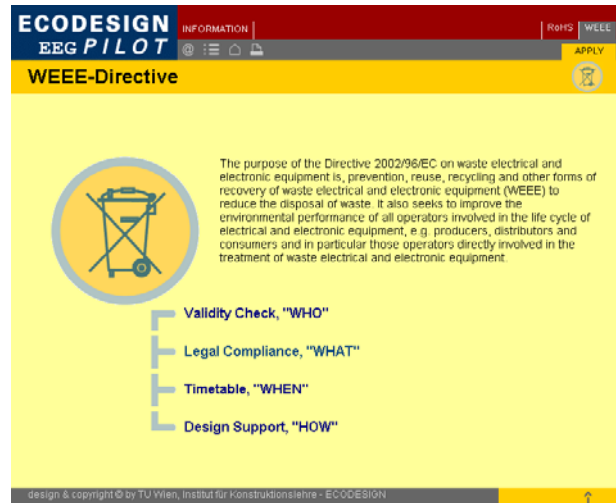 ECODESIGN
INFORMATION
RoHS WEEE
EEG PILOT
@
APPLY
WEEE-Directive
The purpose of the Directive 2002/96/EC on waste electrical and
electronic equipment is, prevention, reuse, recycling and other forms of
recovery of waste electrical and electronic equipment (WEEE) to
reduce the disposal of waste. It also seeks to improve the
environmental performance of all operators involved in the life cycle of
electrical and electronic equipment, e.g. producers, distributors and
consumers and in particular those operators directly involved in the
treatment of waste electrical and electronic equipment.
Validity Check, "WHO"
Legal Compliance, "WHAT"
Timetable, "WHEN"
Design Support, "HOW"
design & copyright © by TU Wien, Institut für Konstruktionslehre - ECODESIGN